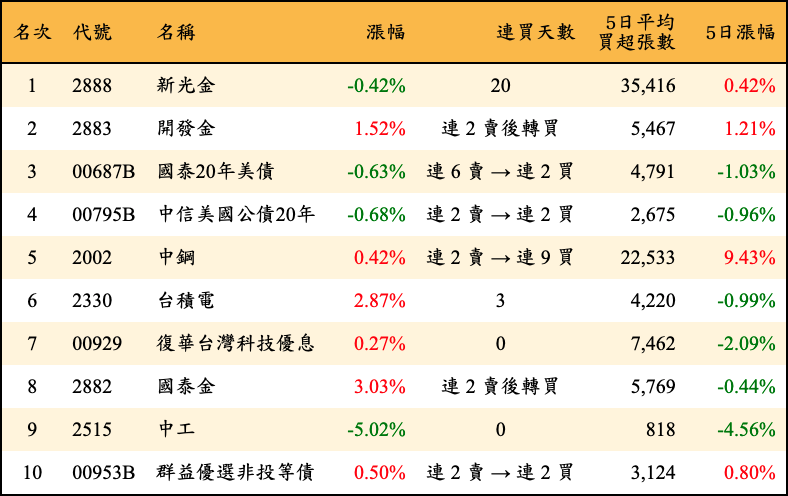 名次 代號 名稱 漲幅 連買天數 5日平均買超張數 5日漲幅
1 2888 新光金 -0.42% 20 35,416 0.42%
2 2883 開發金 1.52% 連 2 賣後轉買 5,467 1.21%
3 00687B 國泰20年美債 -0.63% 連 6 賣 → 連 2 買 4,791 -1.03%
4 00795B 中信美國公債20年 -0.68% 連 2 賣 → 連 2 買 2,675 -0.96%
5 2002 中鋼 0.42% 連 2 賣 → 連 9 買 22,533 9.43%
6 2330 台積電 2.87% 3 4,220 -0.99%
7 00929 復華台灣科技優息 0.27% 0 7,462 -2.09%
8 2882 國泰金 3.03% 連 2 賣後轉買 5,769 -0.44%
9 2515 中工 -5.02% 0 818 -4.56%
10 00953B 群益優選非投等債 0.50% 連 2 賣 → 連 2 買 3,124 0.80%